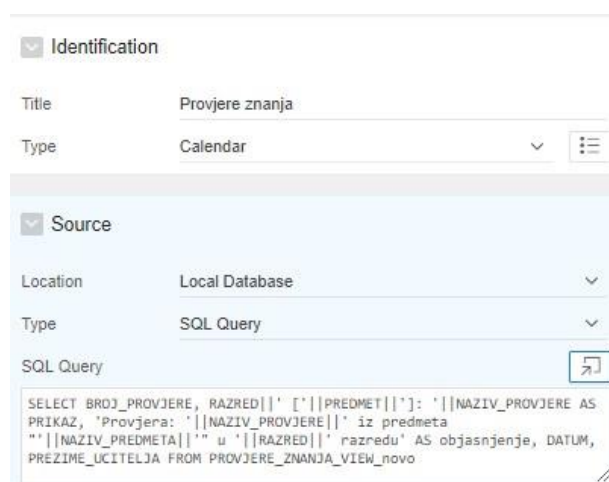 Identification
Title Provjere znanja
Type Calendar
Source
Location Local Database
Type SQL Query
SQL Query
SELECT BROJ_PROVJERE, RAZRED||' ['||PREDMET||']: '||NAZIV_PROVJERE AS
PRIKAZ, 'Provjera: '||NAZIV_PROVJERE||' iz predmeta
"'||NAZIV_PREDMETA||'" u '||RAZRED||' razredu' AS objasnjenje, DATUM,
PREZIME_UCITELJA FROM PROVJERE_ZNANJA_VIEW_novo